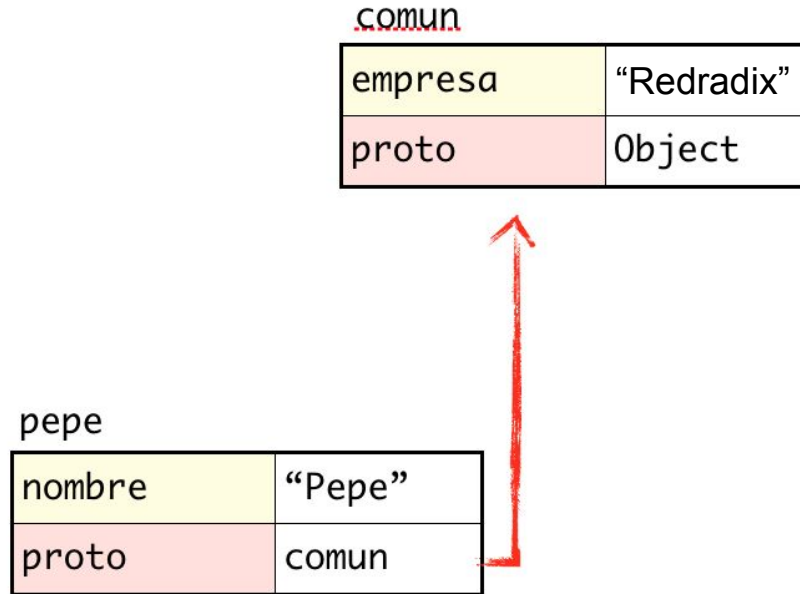 comun
empresa “Redradix”
proto Object
pepe
nombre “Pepe”
proto comun